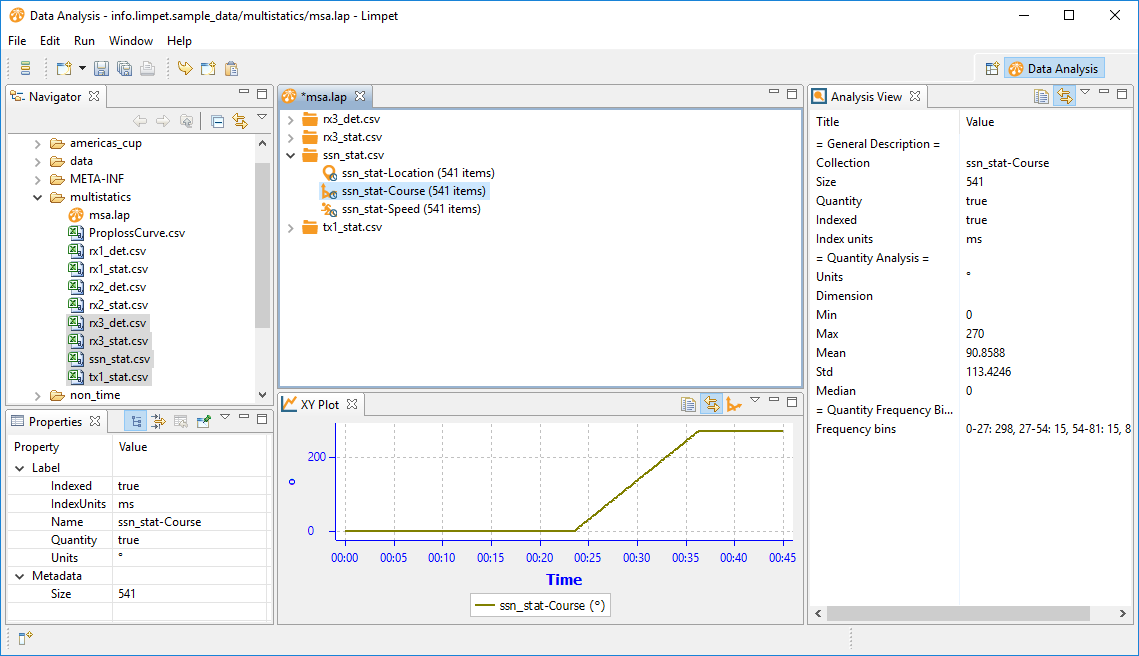 Data Analysis - info.limpet.sample_data/multistatics/msa.lap - Limpet
File Edit Run Window Help
Data Analysis
Navigator
americas_cup
data
META-INF
multistatics
msa.lap
ProplossCurve.csv
rx1_det.csv
rx1_stat.csv
rx2_det.csv
rx2_stat.csv
rx3_det.csv
rx3_stat.csv
ssn_stat.csv
tx1_stat.csv
non_time
*msa.lap
rx3_det.csv
rx3_stat.csv
ssn_stat.csv
ssn_stat-Location (541 items)
ssn_stat-Course (541 items)
ssn_stat-Speed (541 items)
tx1_stat.csv
Analysis View
Title Value
= General Description =
Collection ssn_stat-Course
Size 541
Quantity true
Indexed true
Index units ms
= Quantity Analysis =
Units °
Dimension
Min 0
Max 270
Mean 90.8588
Std 113.4246
Median 0
= Quantity Frequency Bi...
Frequency bins 0-27: 298, 27-54: 15, 54-81: 15, 8
Properties
Property Value
Label
Indexed true
IndexUnits ms
Name ssn_stat-Course
Quantity true
Units °
Metadata
Size 541
XY Plot
200
°
0
00:00 00:05 00:10 00:15 00:20 00:25 00:30 00:35 00:40 00:45
Time
ssn_stat-Course (°)